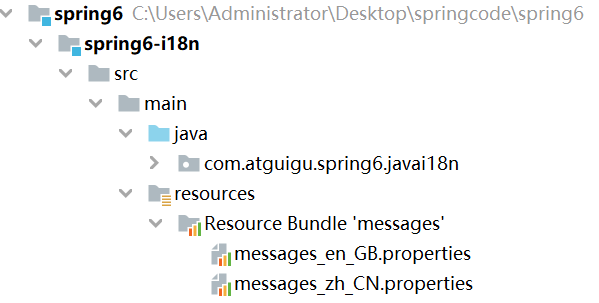 spring6 C:\Users\Administrator\Desktop\springcode\spring6
spring6-i18n
src
main
java
com.atguigu.spring6.javai18n
resources
Resource Bundle 'messages'
messages_en_GB.properties
messages_zh_CN.properties